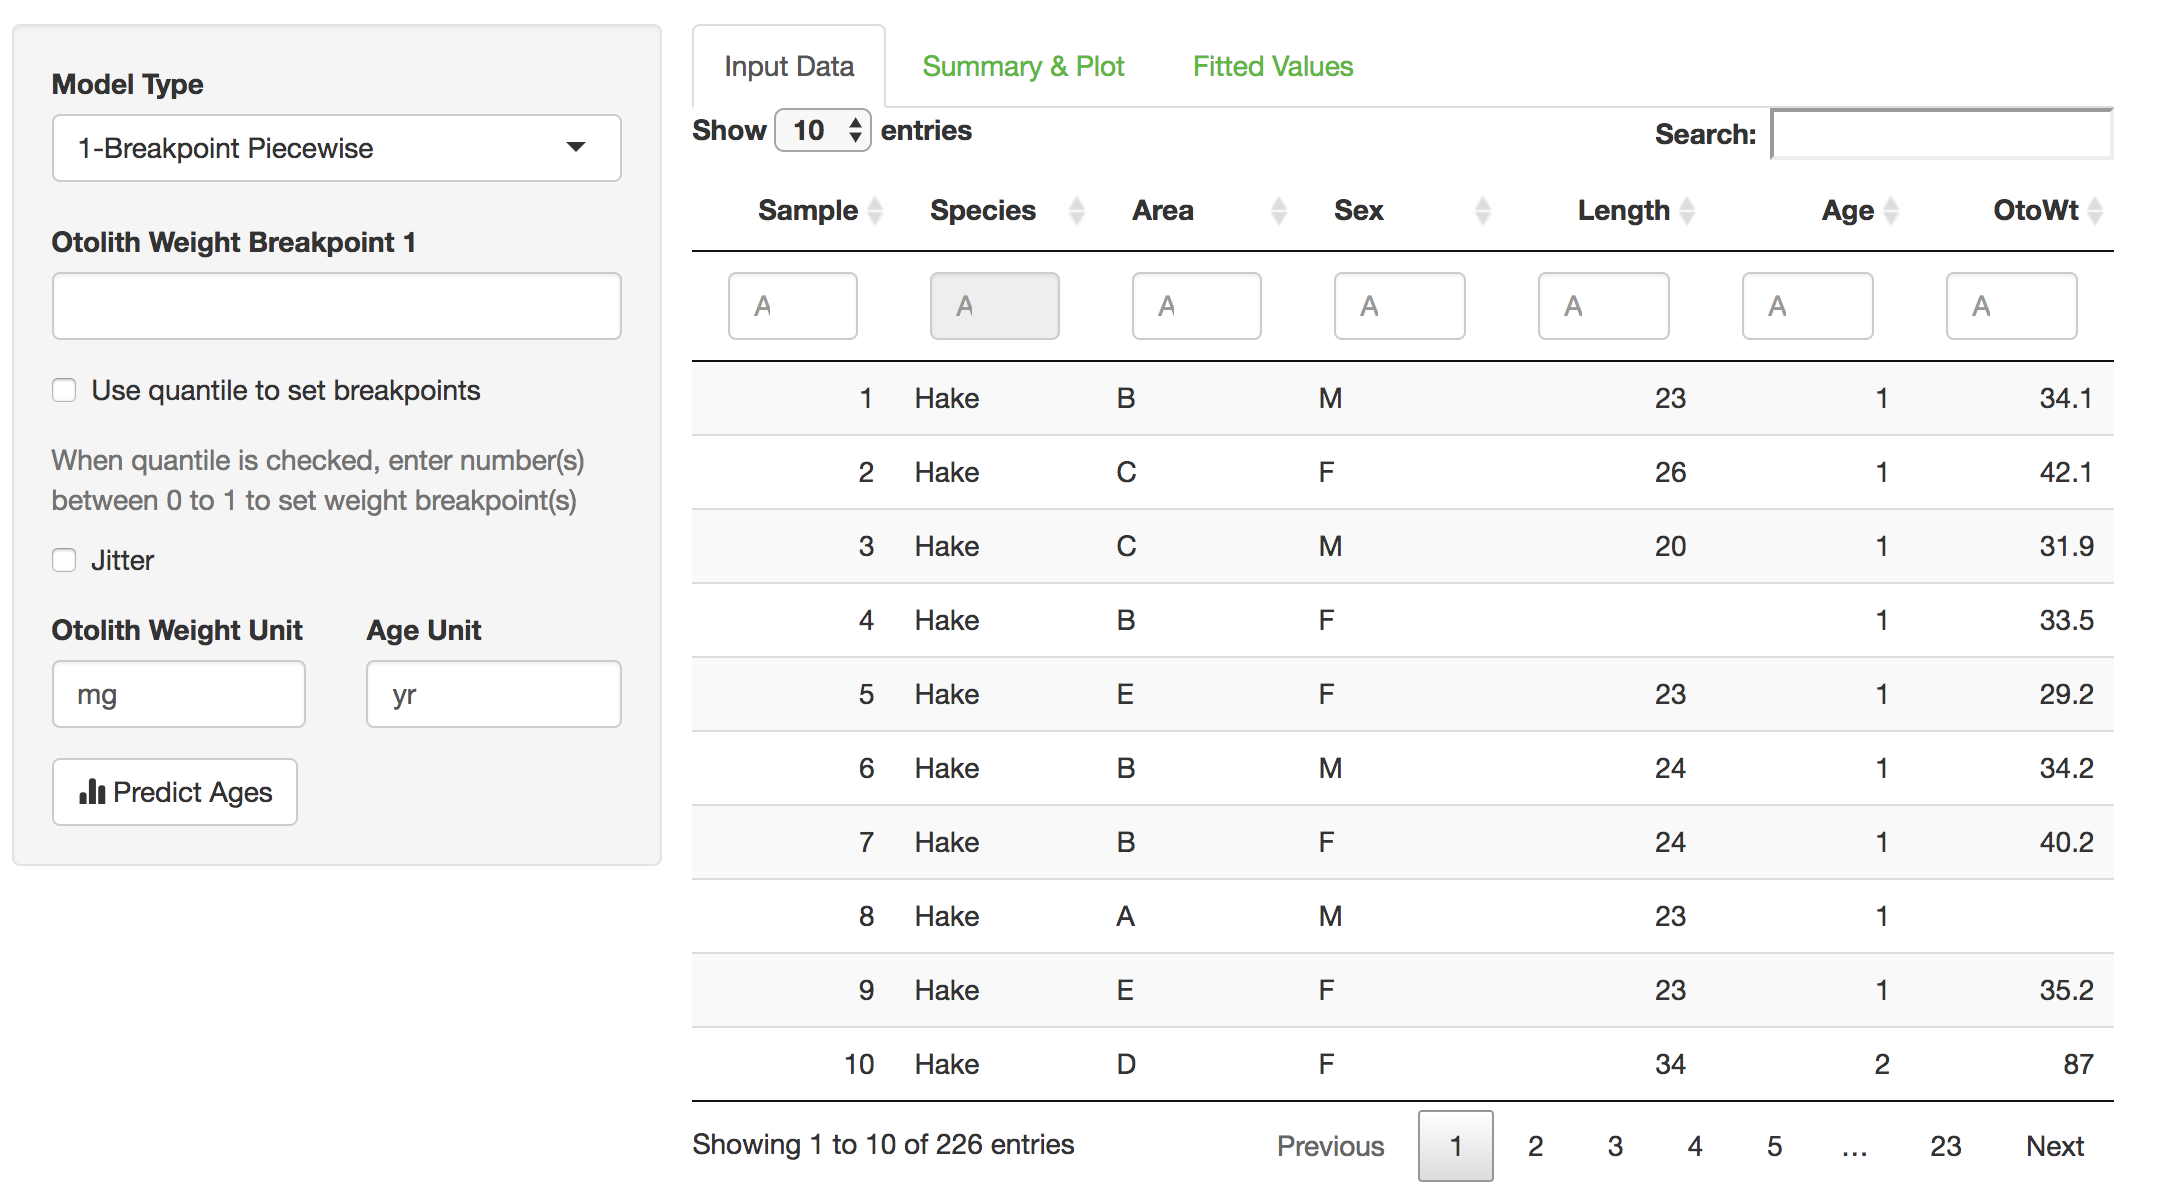 Model Type
1-Breakpoint Piecewise
Otolith Weight Breakpoint 1
Use quantile to set breakpoints
When quantile is checked, enter number(s)
between 0 to 1 to set weight breakpoint(s)
Jitter
Otolith Weight Unit Age Unit
mg yr
Predict Ages
Input Data Summary & Plot Fitted Values
Show 10 entries Search:
Sample Species Area Sex Length Age OtoWt
A A A A A A A
1 Hake B M 23 1 34.1
2 Hake C F 26 1 42.1
3 Hake C M 20 1 31.9
4 Hake B F 1 33.5
5 Hake E F 23 1 29.2
6 Hake B M 24 1 34.2
7 Hake B F 24 1 40.2
8 Hake A M 23 1
9 Hake E F 23 1 35.2
10 Hake D F 34 2 87
Showing 1 to 10 of 226 entries Previous 1 2 3 4 5 ... 23 Next